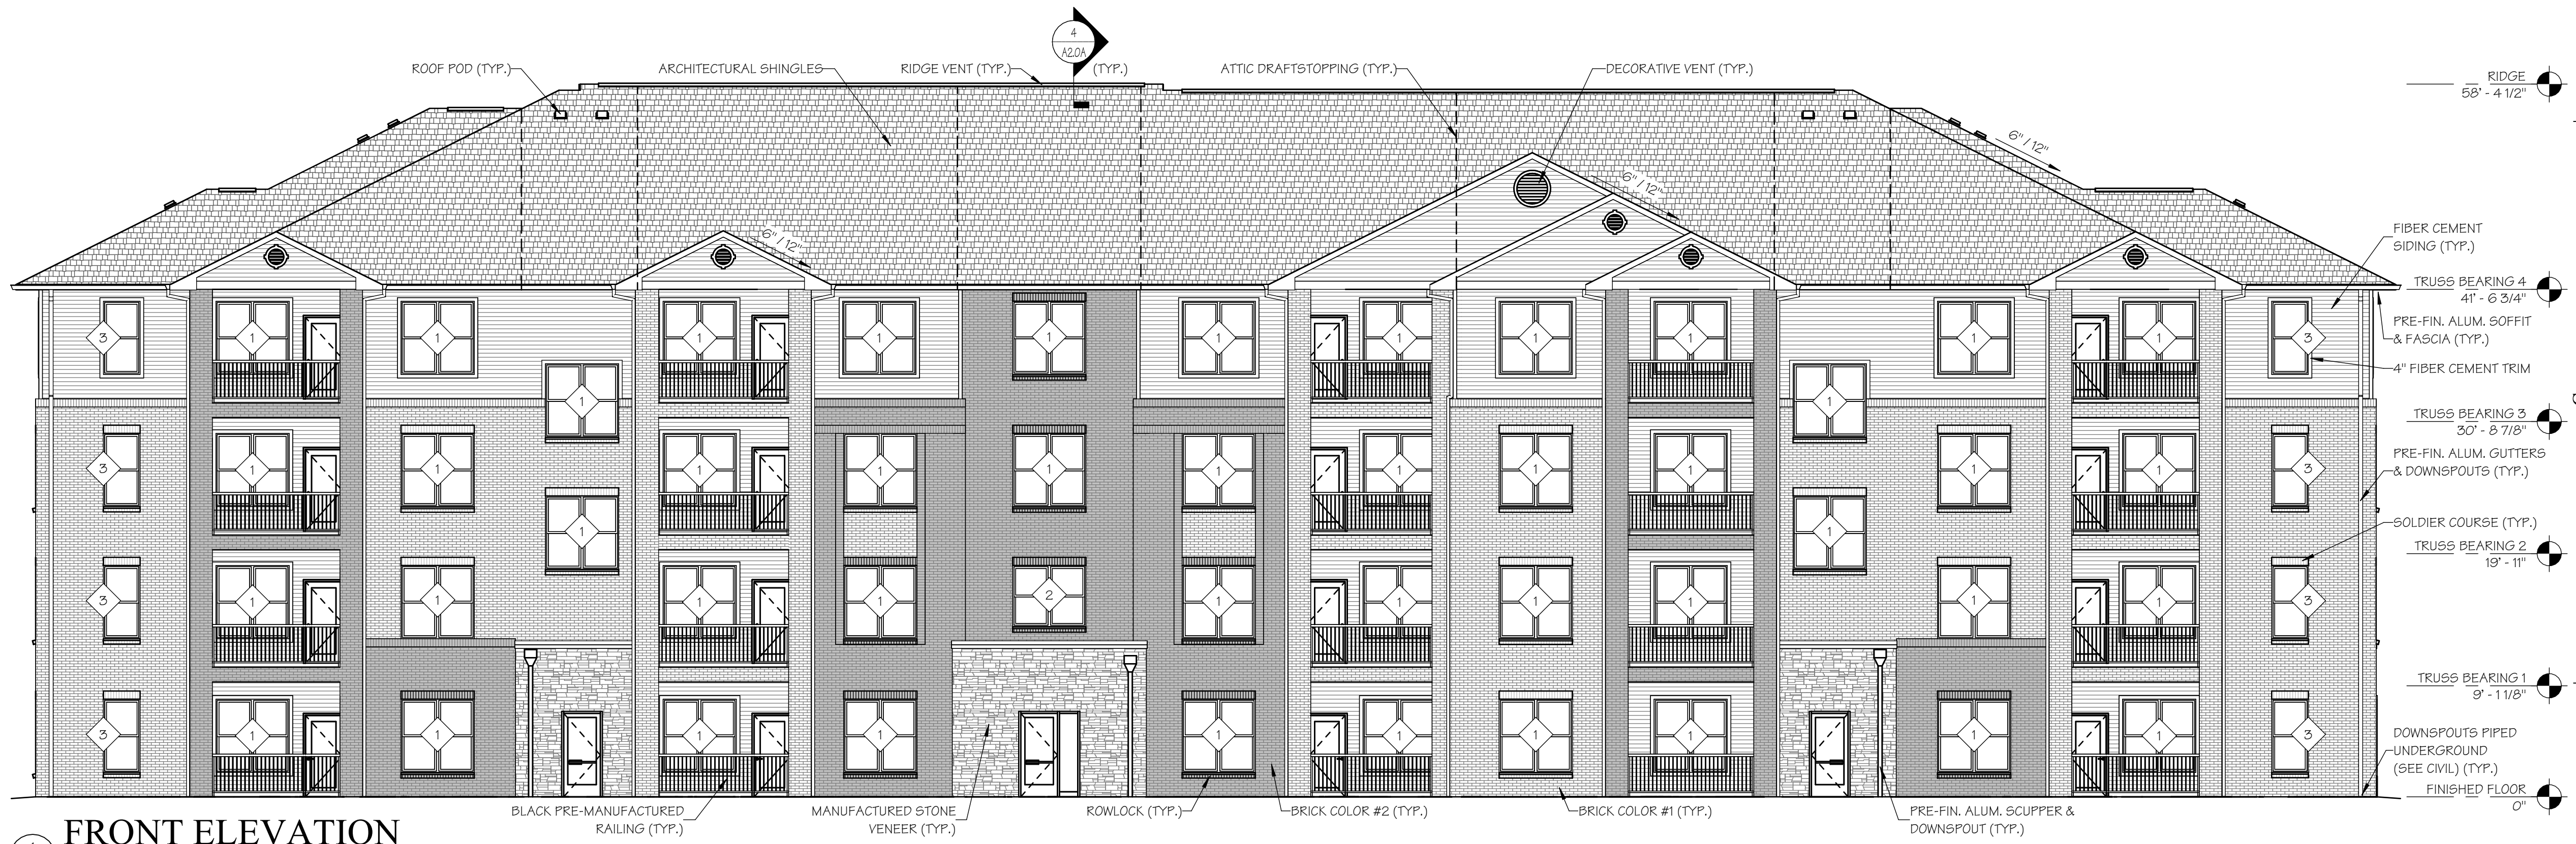 4
A2.0A
ROOF POD (TYP.)
ARCHITECTURAL SHINGLES
RIDGE VENT (TYP.)
(TYP.)
ATTIC DRAFTSTOPPING (TYP.)
DECORATIVE VENT (TYP.)
RIDGE
58' - 4 1/2"
6" / 12"
6" / 12"
6" / 12"
FIBER CEMENT
SIDING (TYP.)
TRUSS BEARING 4
41' - 6 3/4"
PRE-FIN. ALUM. SOFFIT
& FASCIA (TYP.)
4" FIBER CEMENT TRIM
TRUSS BEARING 3
30' - 8 7/8"
PRE-FIN. ALUM. GUTTERS
& DOWNSPOUTS (TYP.)
SOLDIER COURSE (TYP.)
TRUSS BEARING 2
19' - 11"
TRUSS BEARING 1
9' - 1 1/8"
DOWNSPOUTS PIPED
UNDERGROUND
(SEE CIVIL) (TYP.)
FINISHED FLOOR
0"
3 1 1 1 1 1 1 1 1 1 1 3
1 1
3 1 1 1 1 1 1 1 1 1 1 1 3
1 1
3 1 1 1 1 2 1 1 1 1 1 1 3
3 1 1 1 1 1 1 1 1 1 1 3
BLACK PRE-MANUFACTURED
RAILING (TYP.)
MANUFACTURED STONE
VENEER (TYP.)
ROWLOCK (TYP.)
BRICK COLOR #2 (TYP.)
BRICK COLOR #1 (TYP.)
PRE-FIN. ALUM. SCUPPER &
DOWNSPOUT (TYP.)
FRONT ELEVATION